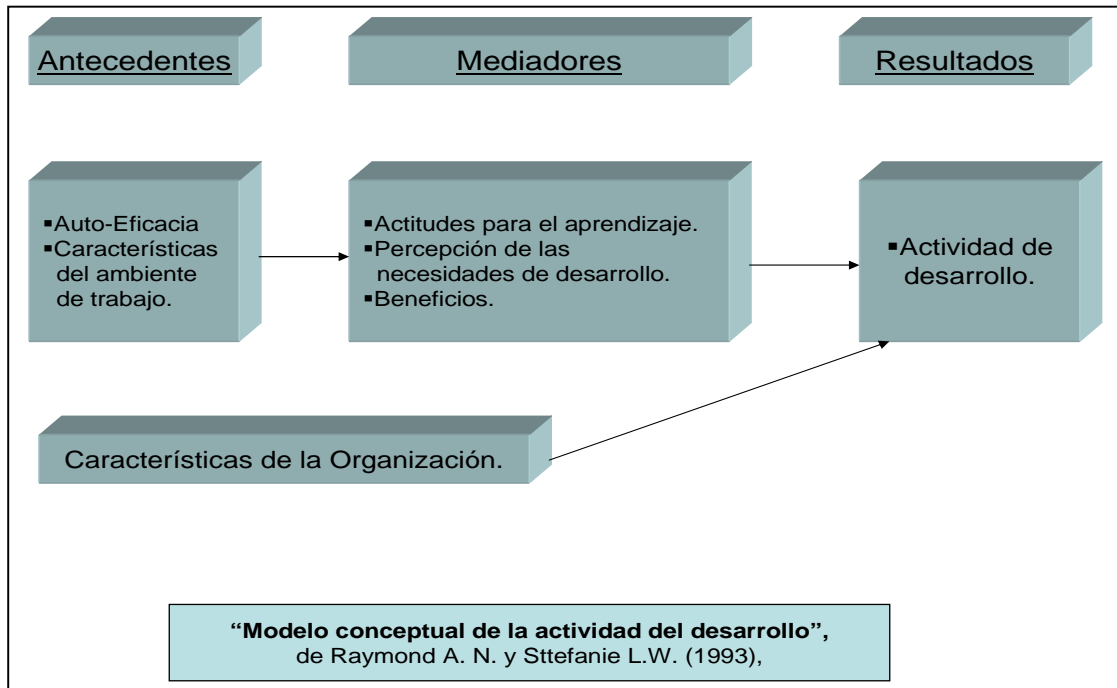 Antecedentes
Mediadores
Resultados
▪Auto-Eficacia
▪Características
del ambiente
de trabajo.
▪Actitudes para el aprendizaje.
▪Percepción de las
necesidades de desarrollo.
▪Beneficios.
▪Actividad de
desarrollo.
Características de la Organización.
“Modelo conceptual de la actividad del desarrollo”,
de Raymond A. N. y Sttefanie L.W. (1993),